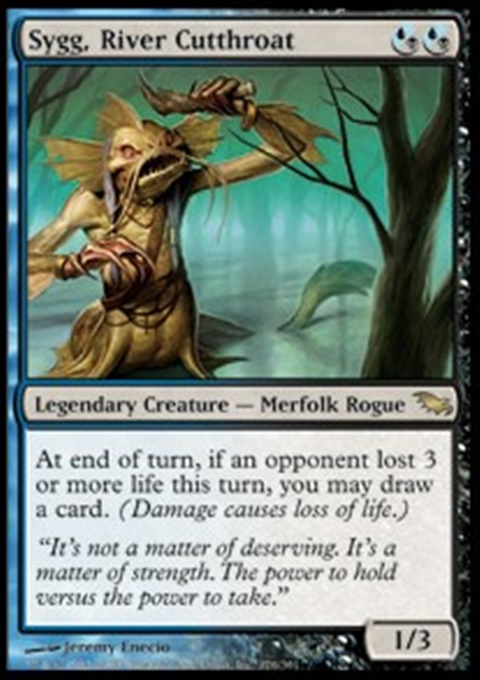 Sygg, River Cutthroat
Legendary Creature — Merfolk Rogue
At end of turn, if an opponent lost 3
or more life this turn, you may draw
a card. (Damage causes loss of life.)
"It's not a matter of deserving. It's a
matter of strength. The power to hold
versus the power to take."
1/3
Jeremy Enecio